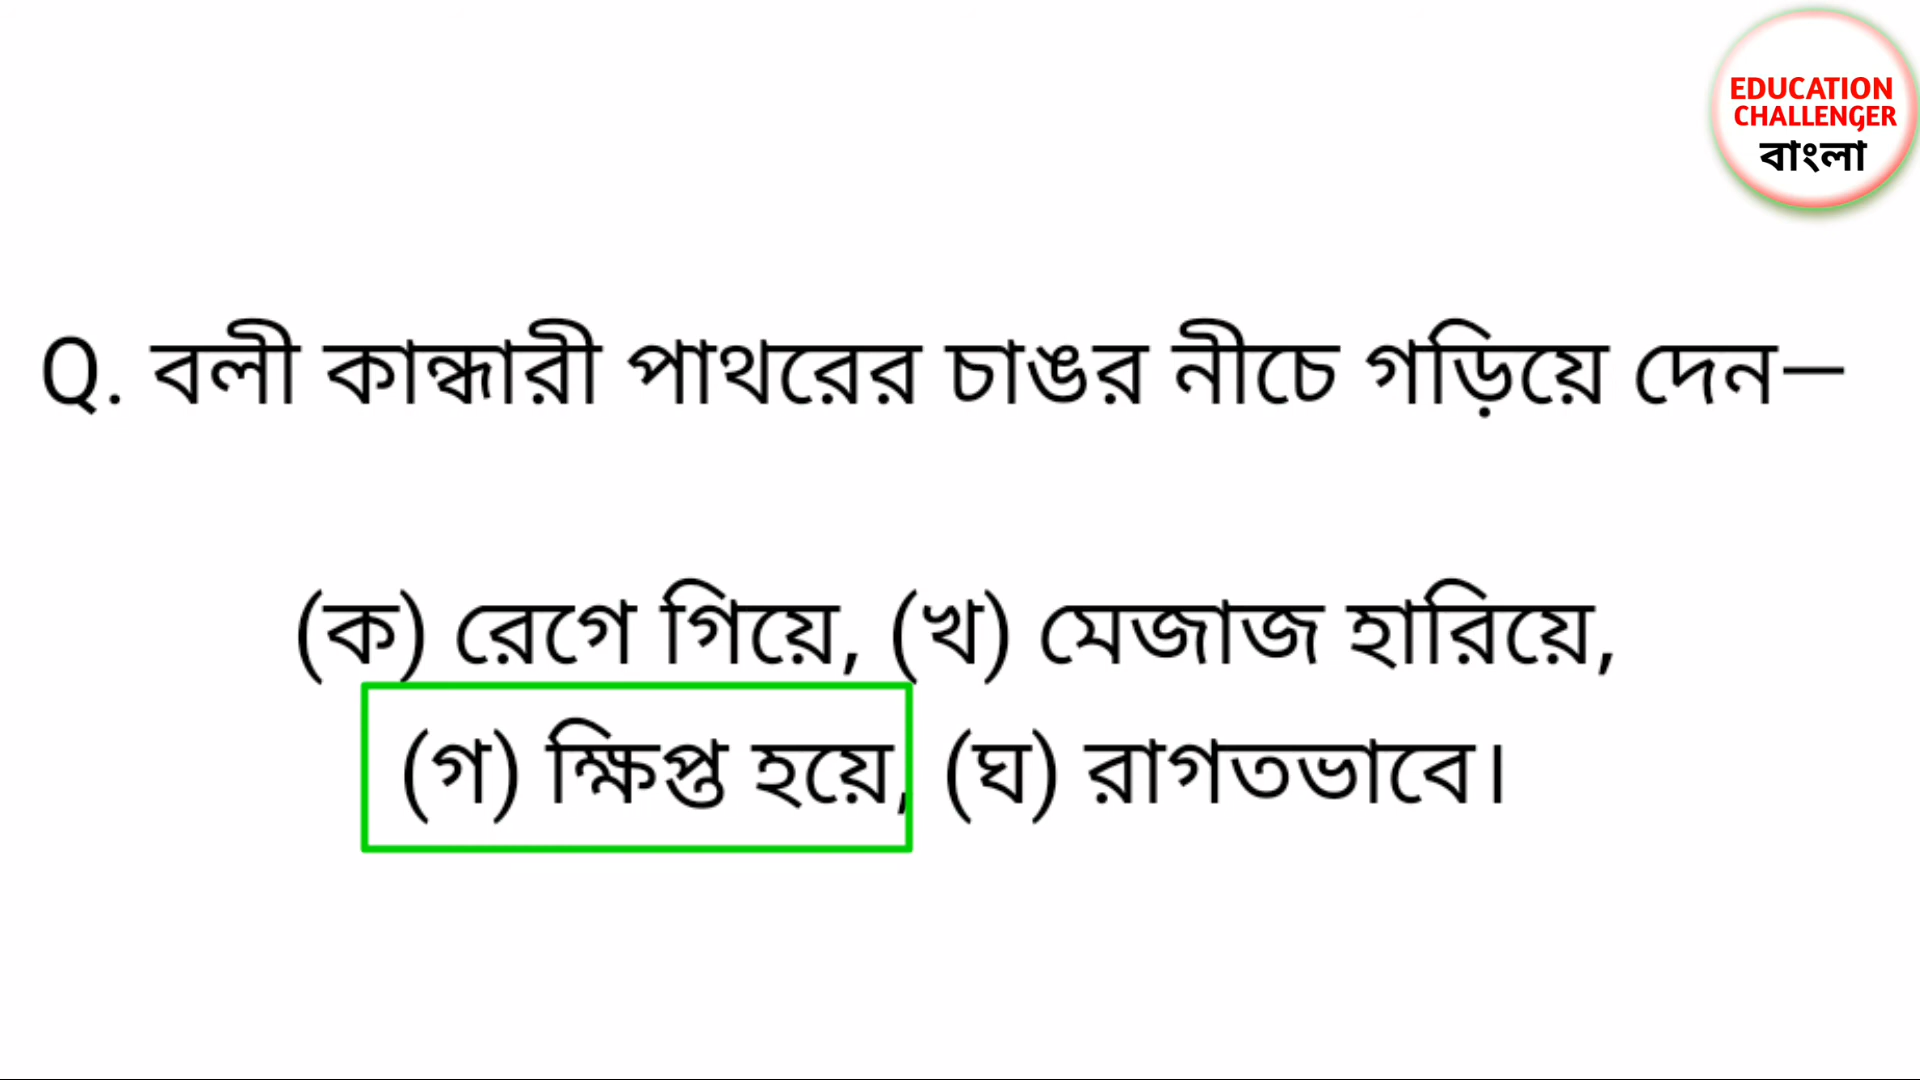 EDUCATION
CHALLENGER
বাংলা
Q. বলী কান্ধারী পাথরের চাঙর নীচে গড়িয়ে দেন—
(ক) রেগে গিয়ে, (খ) মেজাজ হারিয়ে,
(গ) ক্ষিপ্ত হয়ে, (ঘ) রাগতভাবে।